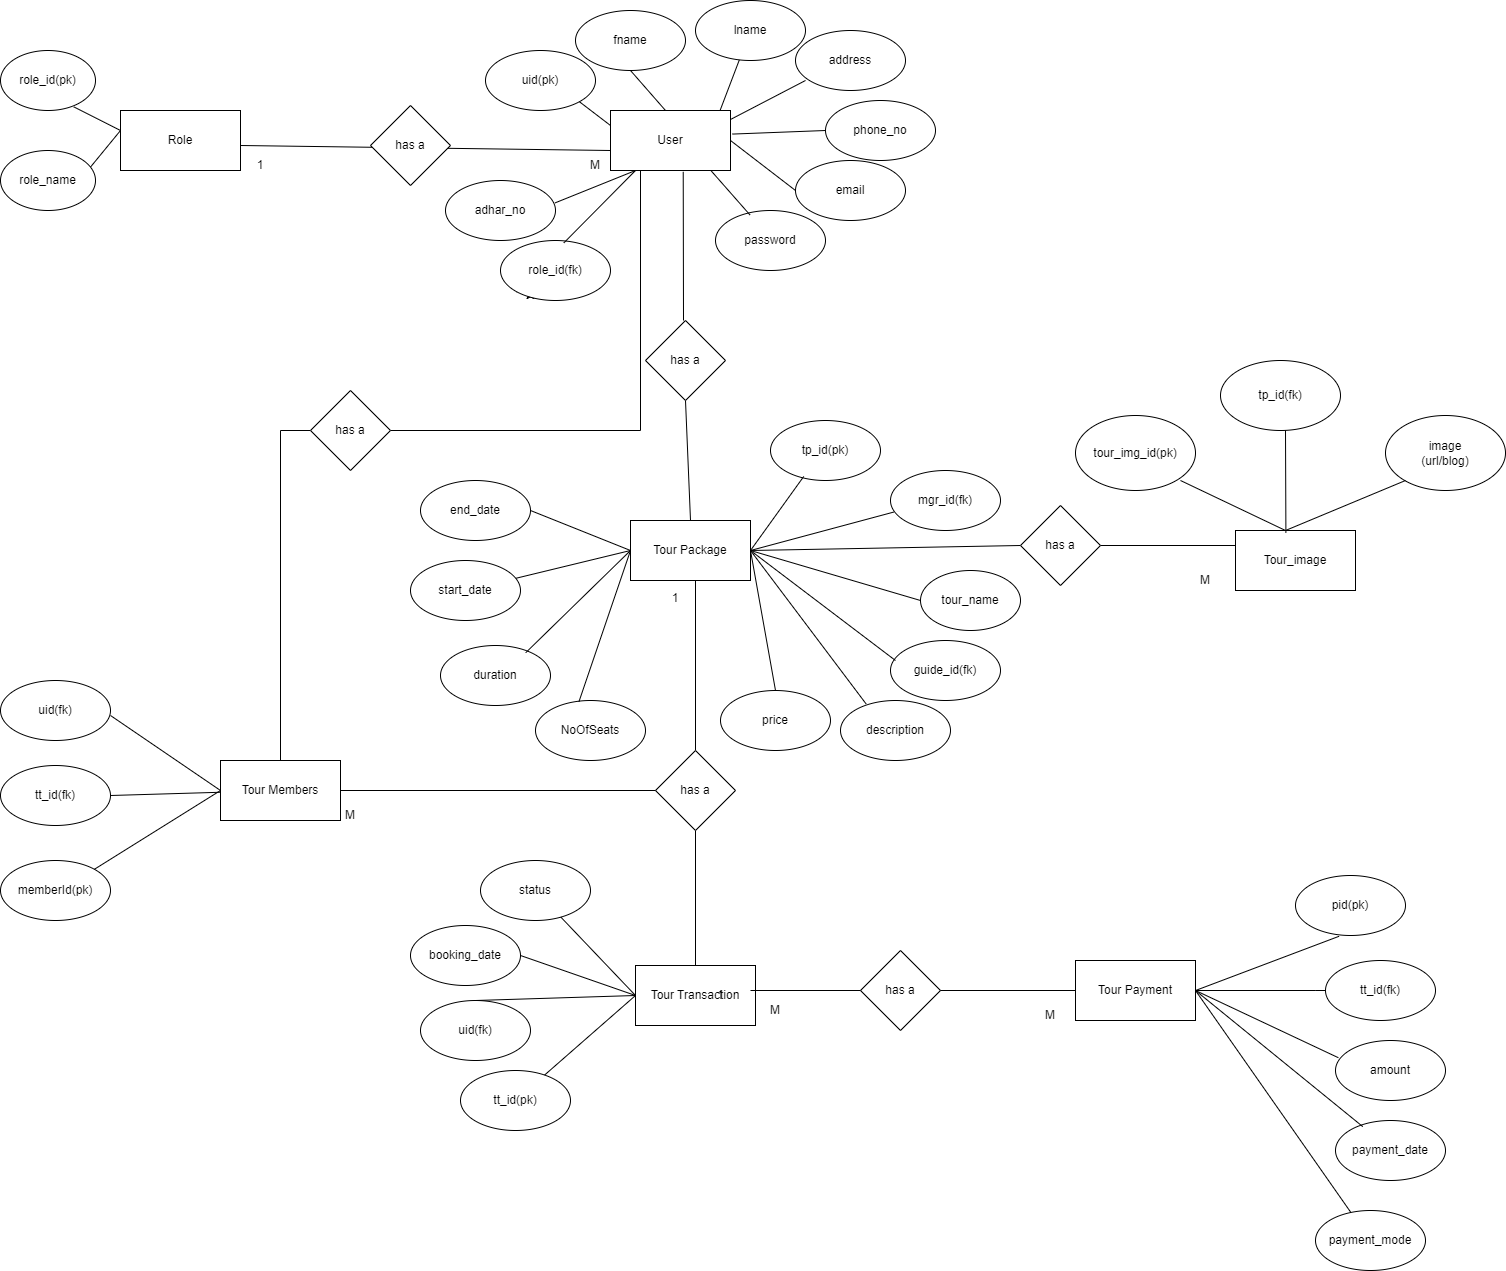 fname
lname
address
uid(pk)
role_id(pk)
phone_no
Role
has a
User
1
M
role_name
email
adhar_no
password
role_id(fk)
has a
has a
tp_id(fk)
tp_id(pk)
tour_img_id(pk)
image
(url/blog)
end_date
mgr_id(fk)
Tour Package
has a
Tour_image
M
start_date
1
tour_name
duration
guide_id(fk)
uid(fk)
NoOfSeats
price
description
tt_id(fk)
Tour Members
has a
M
memberId(pk)
status
pid(pk)
booking_date
Tour Transaction
1
has a
Tour Payment
tt_id(fk)
M
M
uid(fk)
amount
tt_id(pk)
payment_date
payment_mode